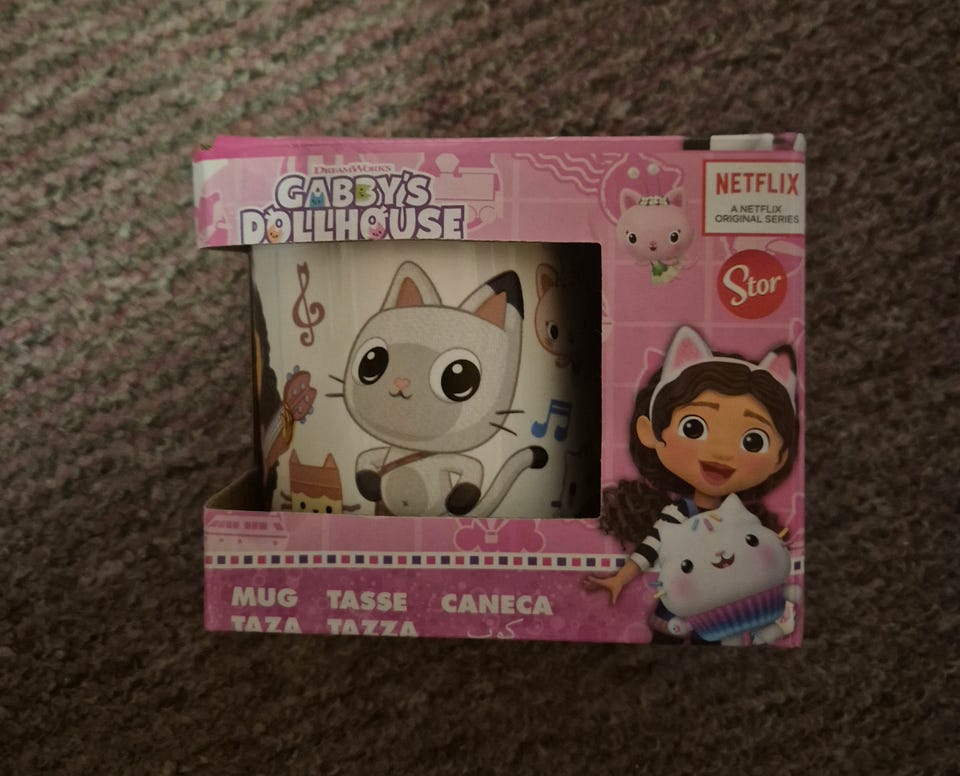 DREAMWORKS
GABBY'S
DOLLHOUSE
NETFLIX
A NETFLIX
ORIGINAL SERIES
Stor
MUG TASSE CANECA
TAZA TAZZA كوب